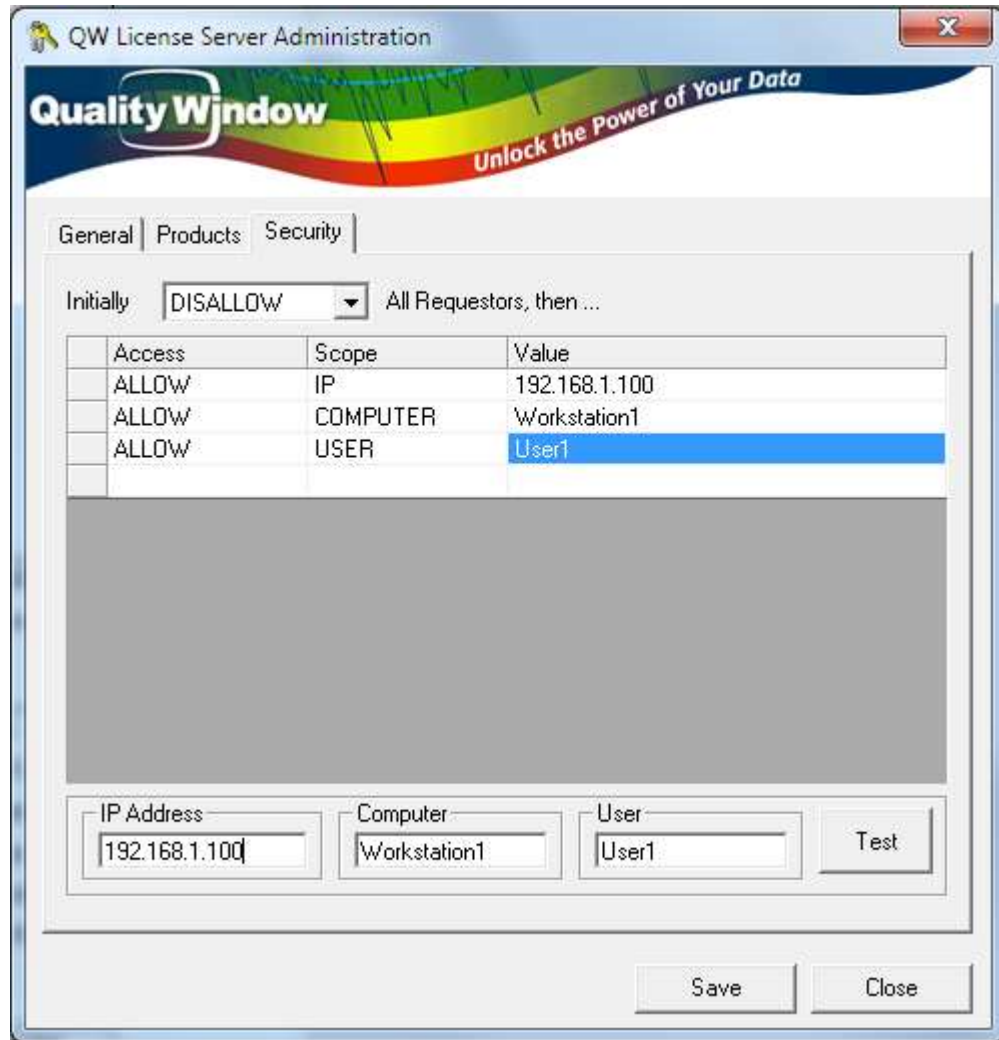 QW License Server Administration
Quality Window
Unlock the Power of Your Data
General Products Security
Initially DISALLOW All Requestors, then ...
Access Scope Value
ALLOW IP 192.168.1.100
ALLOW COMPUTER Workstation1
ALLOW USER User1
IP Address Computer User
192.168.1.100 Workstation1 User1 Test
Save Close